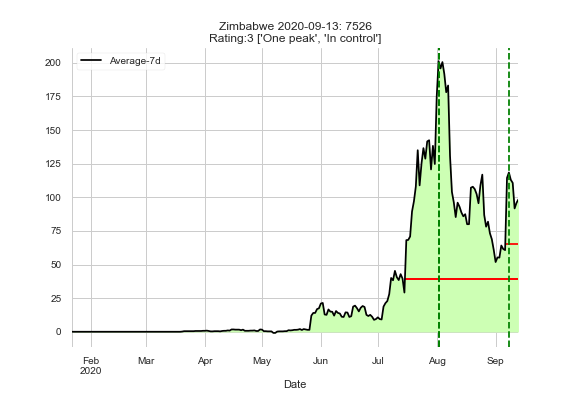 Zimbabwe 2020-09-13: 7526
Rating:3 ['One peak', 'In control']
Average-7d
200
175
150
125
100
75
50
25
0
Feb Mar Apr May Jun Jul Aug Sep
2020
Date